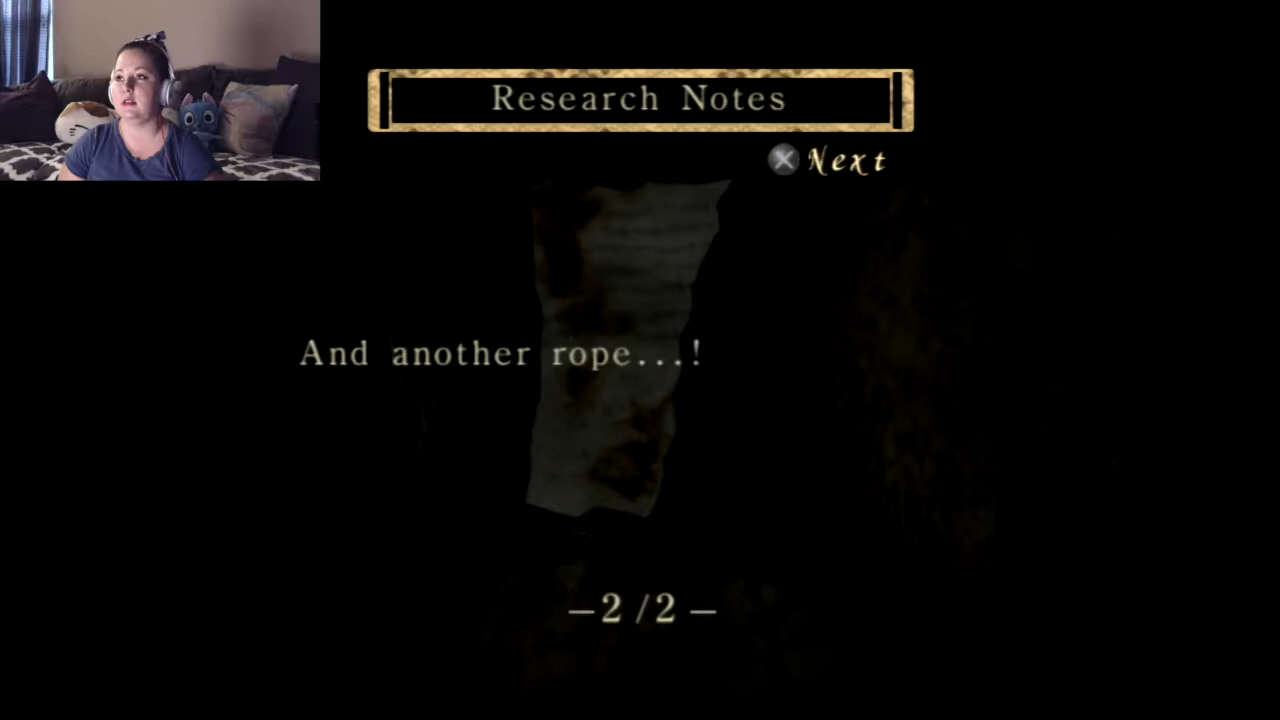 Research Notes
Next
And another rope...!
—2/2—